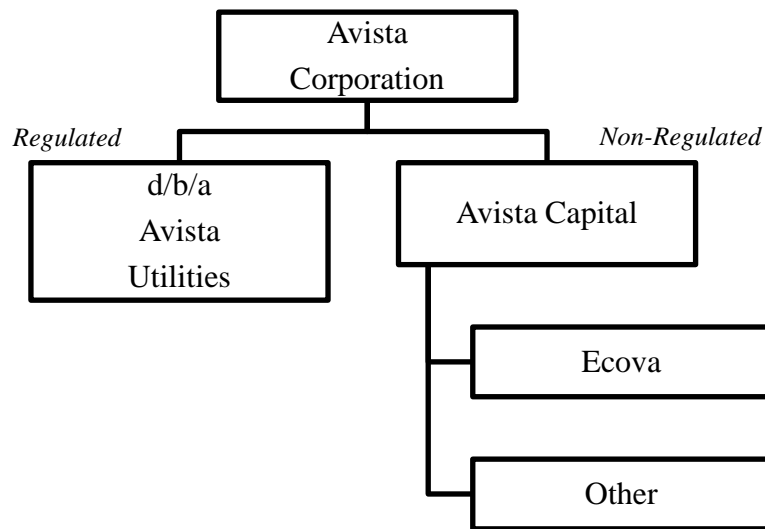 Avista
Corporation
Regulated
Non-Regulated
d/b/a
Avista
Utilities
Avista Capital
Ecova
Other